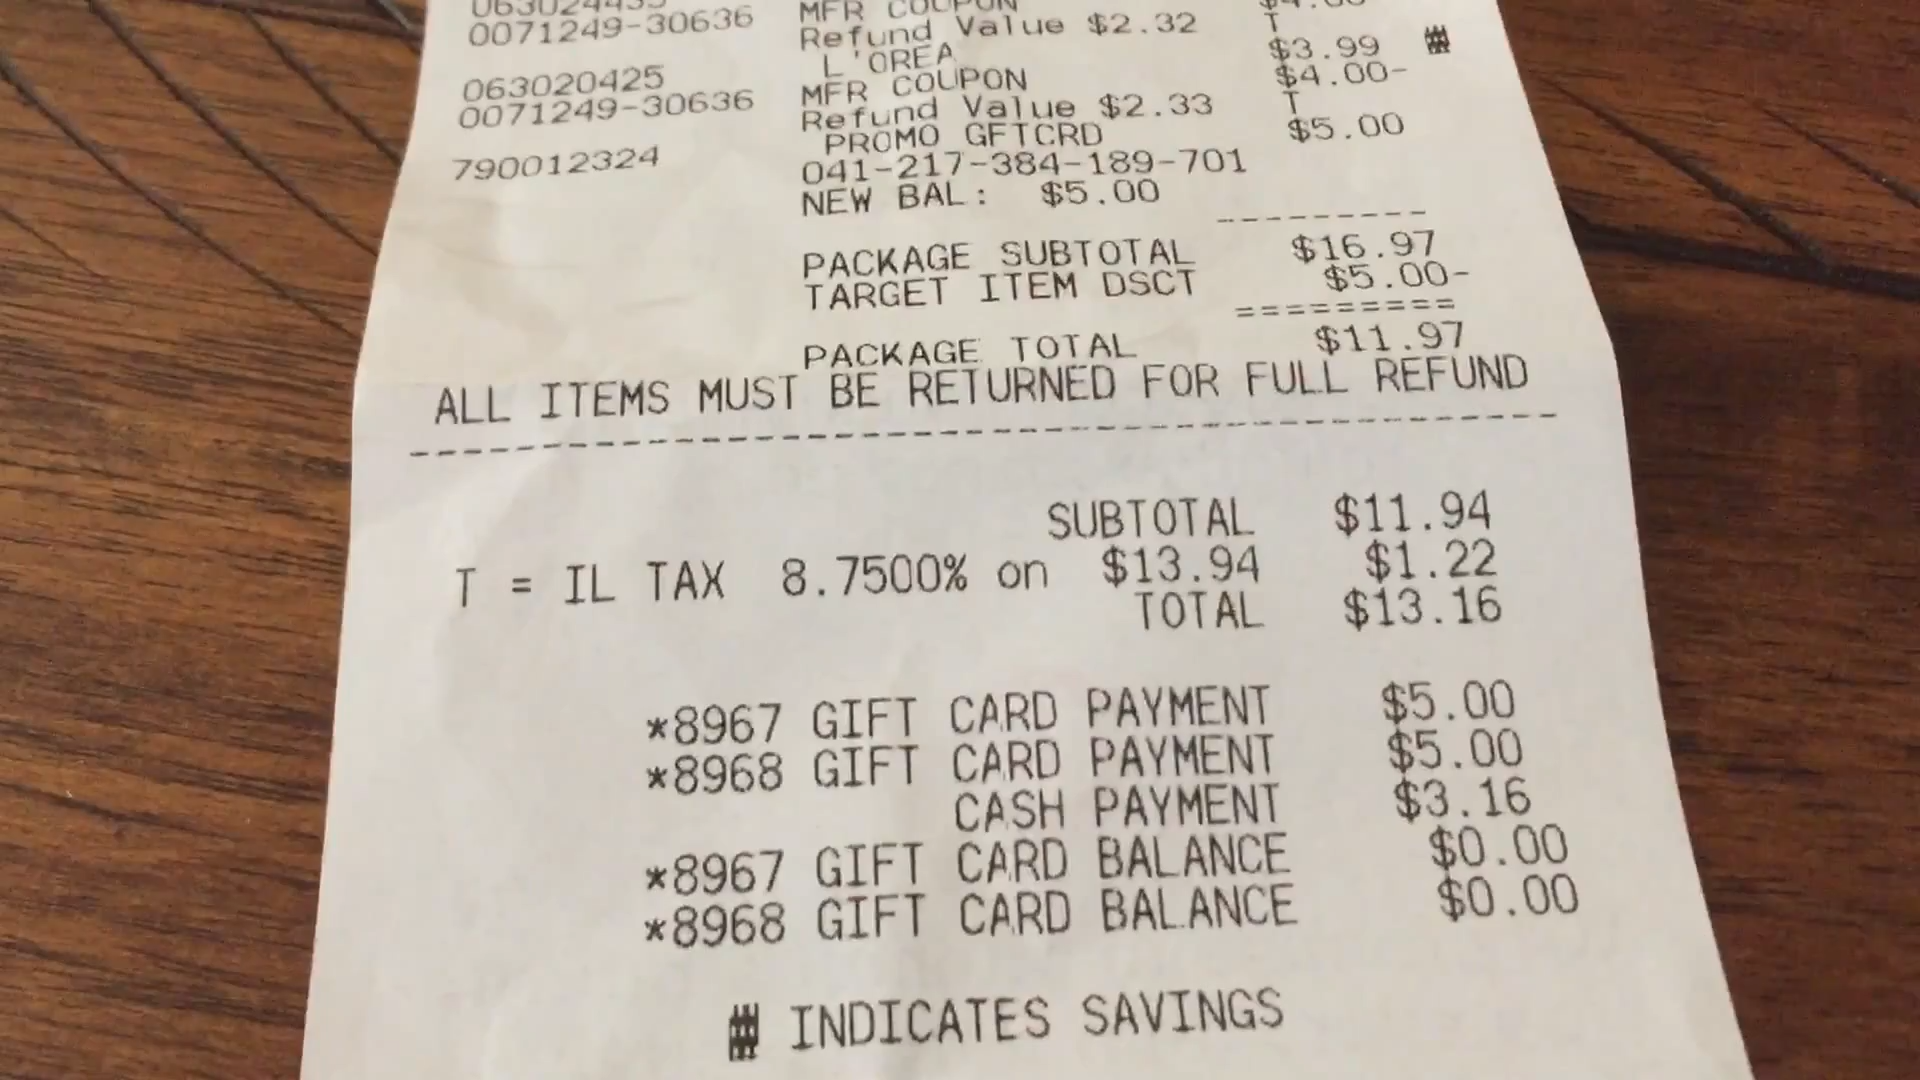 063024435 MFR COUPON $4.00-
0071249-30636 Refund Value $2.32 T
L'OREA $3.99
063020425 MFR COUPON $4.00-
0071249-30636 Refund Value $2.33 T
PROMO GFTCRD $5.00
790012324 041-217-384-189-701
NEW BAL: $5.00
PACKAGE SUBTOTAL $16.97
TARGET ITEM DSCT $5.00-
PACKAGE TOTAL $11.97
ALL ITEMS MUST BE RETURNED FOR FULL REFUND
SUBTOTAL $11.94
T = IL TAX 8.7500% on $13.94 $1.22
TOTAL $13.16
*8967 GIFT CARD PAYMENT $5.00
*8968 GIFT CARD PAYMENT $5.00
CASH PAYMENT $3.16
*8967 GIFT CARD BALANCE $0.00
*8968 GIFT CARD BALANCE $0.00
INDICATES SAVINGS